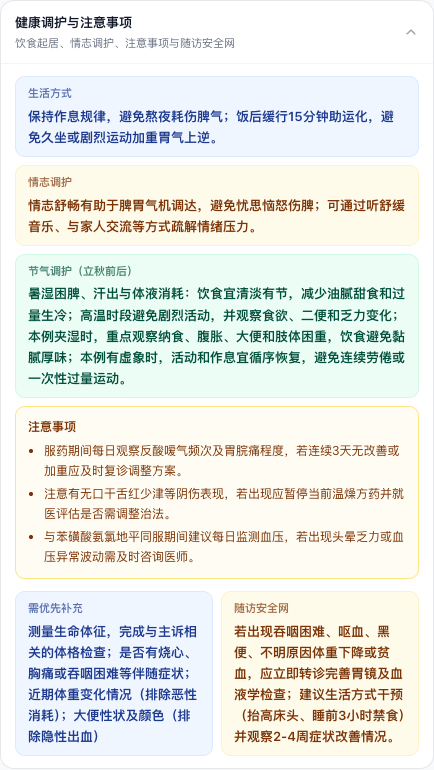 健康调护与注意事项
饮食起居、情志调护、注意事项与随访安全网
生活方式
保持作息规律，避免熬夜耗伤脾气；饭后缓行15分钟助运化，避
免久坐或剧烈运动加重胃气上逆。
情志调护
情志舒畅有助于脾胃气机调达，避免忧思恼怒伤脾；可通过听舒缓
音乐、与家人交流等方式疏解情绪压力。
节气调护（立秋前后）
暑湿困脾、汗出与体液消耗：饮食宜清淡有节，减少油腻甜食和过
量生冷；高温时段避免剧烈活动，并观察食欲、二便和乏力变化；
本例夹湿时，重点观察纳食、腹胀、大便和肢体困重，饮食避免黏
腻厚味；本例有虚象时，活动和作息宜循序恢复，避免连续劳倦或
一次性过量运动。
注意事项
• 服药期间每日观察反酸嗳气频次及胃脘痛程度，若连续3天无改善或
加重应及时复诊调整方案。
• 注意有无口干舌红少津等阴伤表现，若出现应暂停当前温燥方药并就
医评估是否需调整治法。
• 与苯磺酸氨氯地平同服期间建议每日监测血压，若出现头晕乏力或血
压异常波动需及时咨询医师。
需优先补充
测量生命体征，完成与主诉相
关的体格检查；是否有烧心、
胸痛或吞咽困难等伴随症状；
近期体重变化情况（排除恶性
消耗）；大便性状及颜色（排
除隐性出血）
随访安全网
若出现吞咽困难、呕血、黑
便、不明原因体重下降或贫
血，应立即转诊完善胃镜及血
液学检查；建议生活方式干预
（抬高床头、睡前3小时禁食）
并观察2-4周症状改善情况。